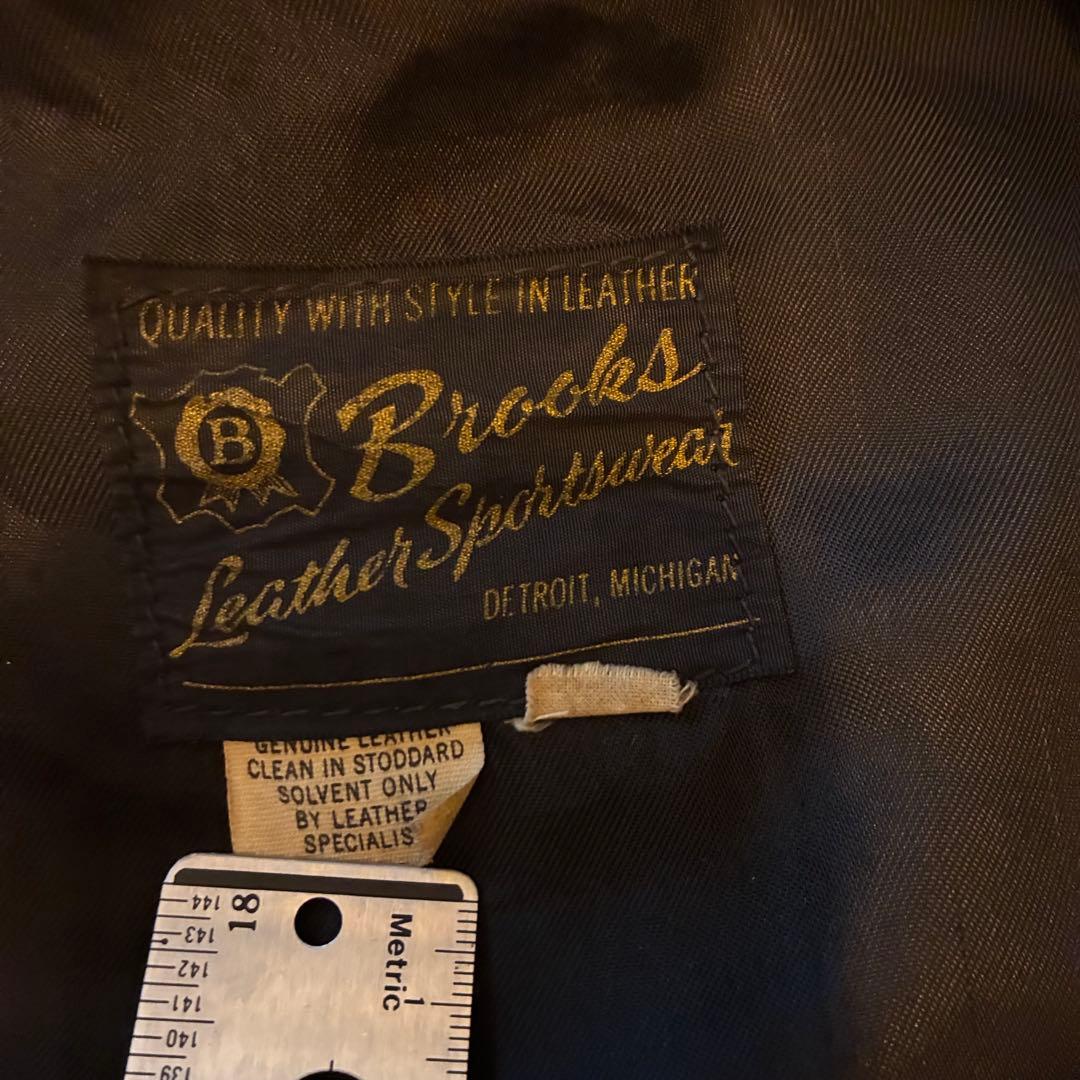 QUALITY WITH STYLE IN LEATHER
B
Brooks
Leather Sportswear
DETROIT, MICHIGAN
GENUINE LEATHER
CLEAN IN STODDARD
SOLVENT ONLY
BY LEATHER
SPECIALIS
18
144
143
142
141
140
139
Metric
1